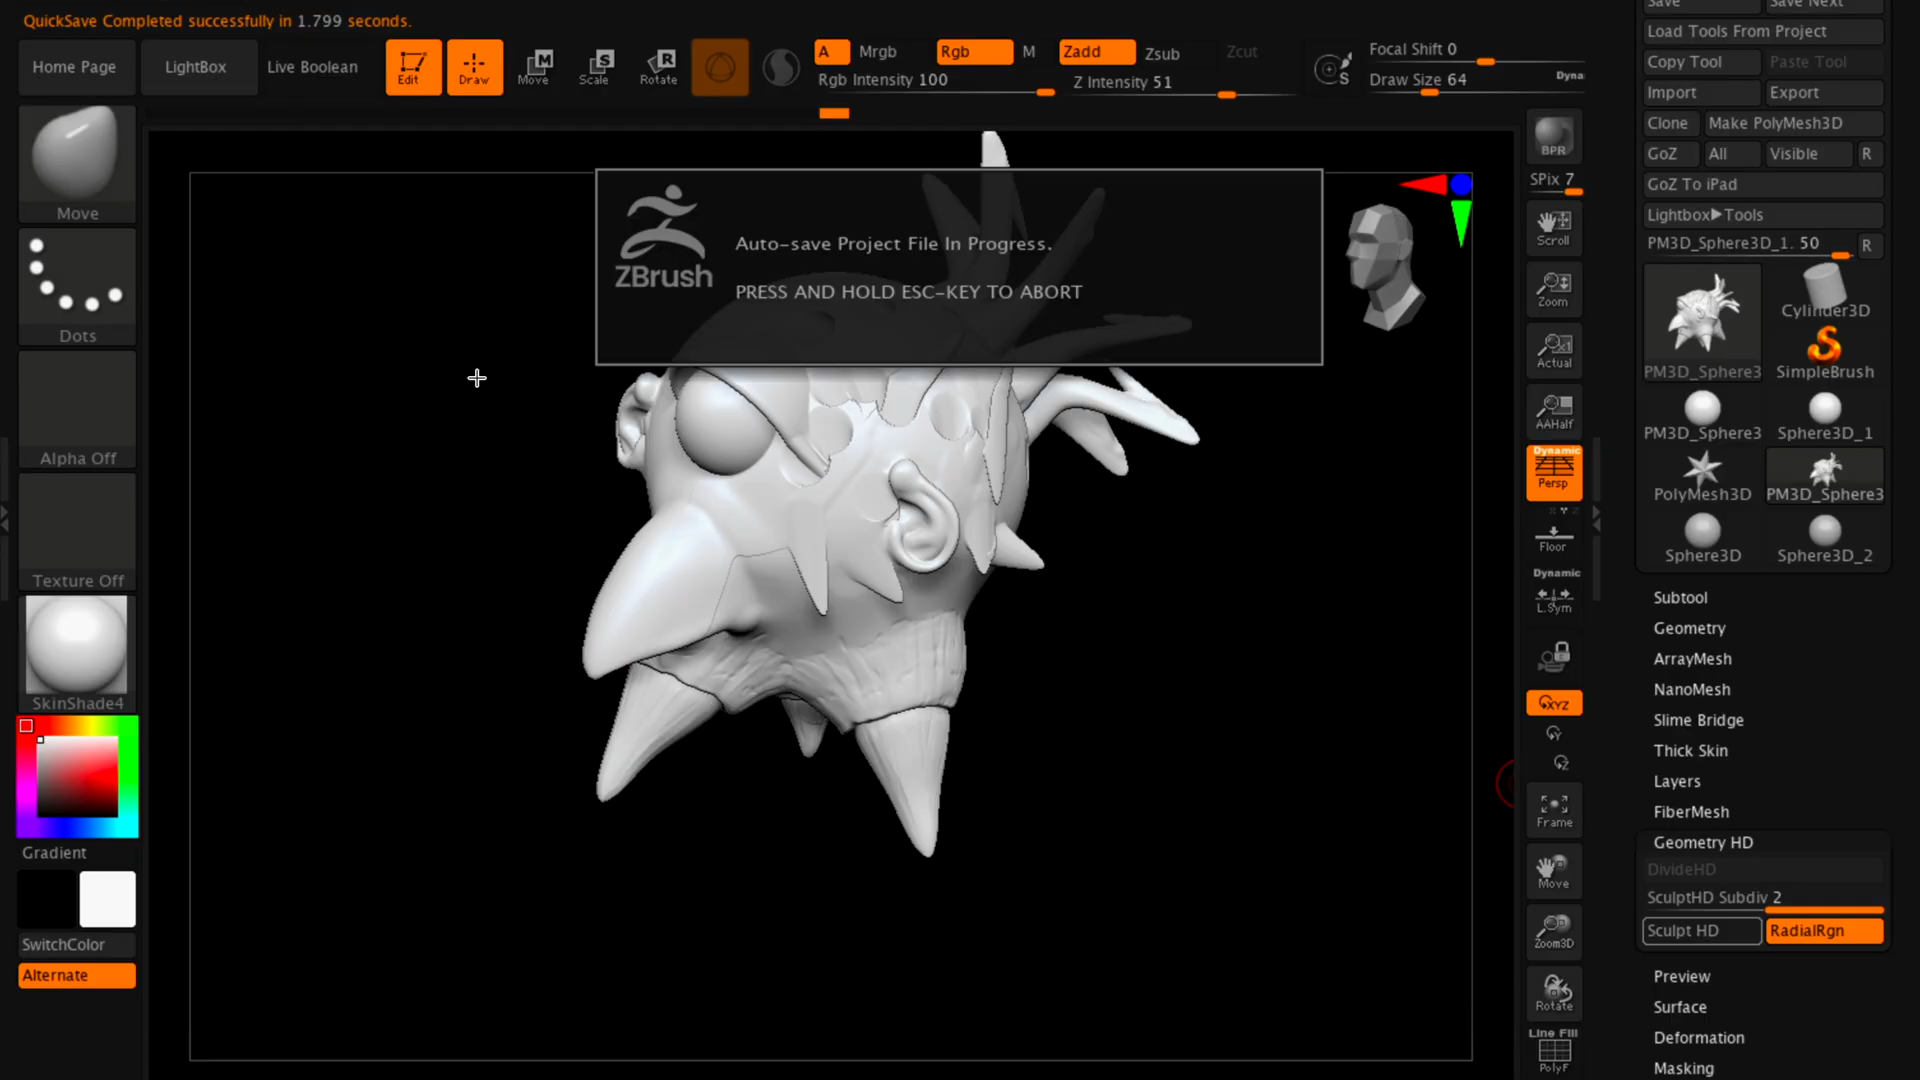 QuickSave Completed successfully in 1.799 seconds.
Home Page
LightBox
Live Boolean
Edit
Draw
Move
Scale
Rotate
A
Mrgb
Rgb
M
Zadd
Zsub
Zcut
Rgb Intensity 100
Z Intensity 51
Focal Shift 0
Draw Size 64
Dyna
S
Move
Dots
Alpha Off
Texture Off
SkinShade4
Gradient
SwitchColor
Alternate
ZBrush
Auto-save Project File In Progress.
PRESS AND HOLD ESC-KEY TO ABORT
BPR
SPix 7
Scroll
Zoom
Actual
AAHalf
Dynamic
Persp
Floor
Dynamic
L.Sym
XYZ
Y
Z
Frame
Move
Zoom3D
Rotate
Line Fill
PolyF
Save
Save Next
Load Tools From Project
Copy Tool
Paste Tool
Import
Export
Clone
Make PolyMesh3D
GoZ
All
Visible
R
GoZ To iPad
Lightbox▶Tools
PM3D_Sphere3D_1. 50
R
PM3D_Sphere3
Cylinder3D
SimpleBrush
PM3D_Sphere3
Sphere3D_1
PolyMesh3D
PM3D_Sphere3
Sphere3D
Sphere3D_2
Subtool
Geometry
ArrayMesh
NanoMesh
Slime Bridge
Thick Skin
Layers
FiberMesh
Geometry HD
DivideHD
SculptHD Subdiv 2
Sculpt HD
RadialRgn
Preview
Surface
Deformation
Masking